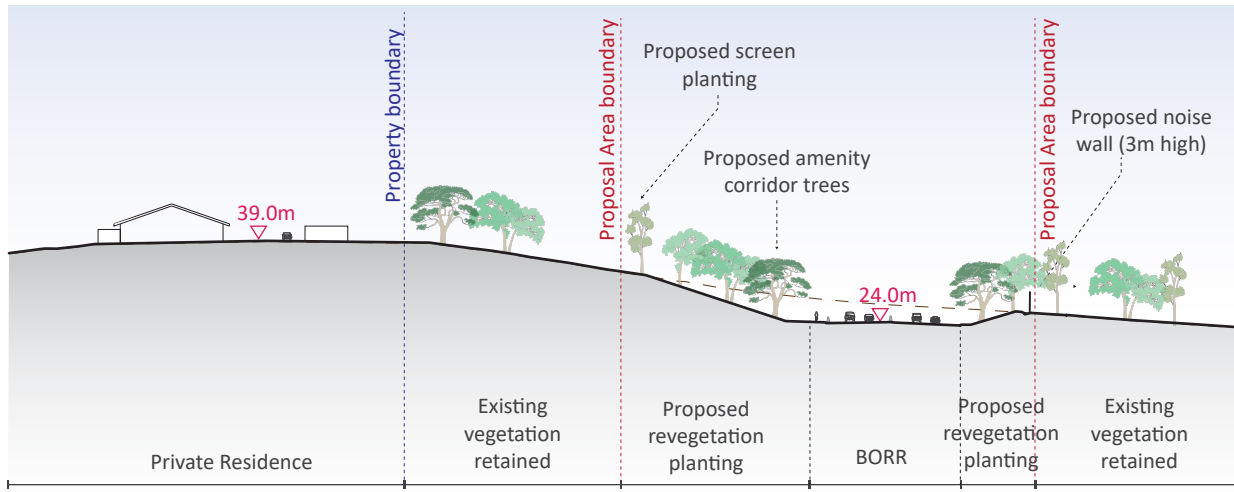 Property boundary
Proposal Area boundary
Proposed screen
planting
Proposed amenity
corridor trees
Proposal Area boundary
Proposed noise
wall (3m high)
39.0m
24.0m
Private Residence
Existing
vegetation
retained
Proposed
revegetation
planting
BORR
Proposed
revegetation
planting
Existing
vegetation
retained